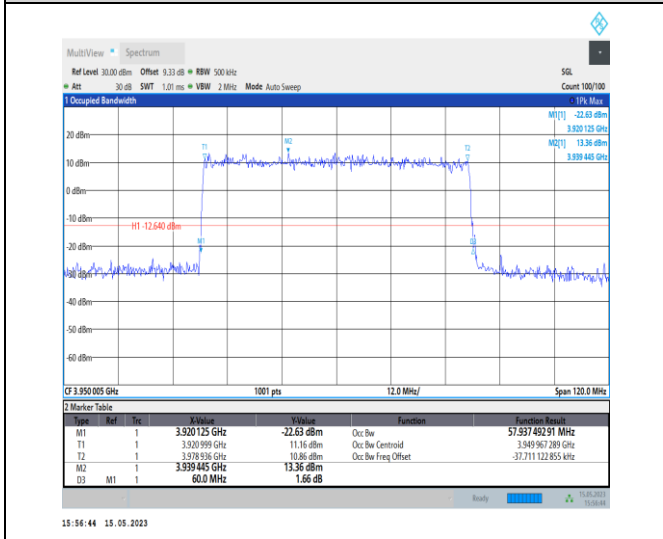 MultiView Spectrum
Ref Level 30.00 dBm Offset 9.33 dB RBW 500 kHz SGL
Att 30 dB SWT 1.01 ms VBW 2 MHz Mode Auto Sweep Count 100/100
1 Occupied Bandwidth 1Pk Max
M1[1] -22.63 dBm
3.920125 GHz
20 dBm
M2[1] 13.36 dBm
3.939 445 GHz
T1 M2 T2
10 dBm
0 dBm
-10 dBm
H1 -12.640 dBm
-20 dBm
M1
-40 dBm
-50 dBm
-60 dBm
CF 3.950 005 GHz 1001 pts 12.0 MHz/ Span 120.0 MHz
2 Marker Table
Type Ref Trc X-Value Y-Value Function Function Result
M1 1 3.920125 GHz -22.63 dBm Occ Bw 57.937 492 91 MHz
T1 1 3.920 999 GHz 11.16 dBm Occ Bw Centroid 3.949 967 289 GHz
T2 1 3.978 936 GHz 10.86 dBm Occ Bw Freq Offset -37.711 122 855 kHz
M2 1 3.939 445 GHz 13.36 dBm
D3 M1 1 60.0 MHz 1.66 dB
Ready 15.05.2023
15:56:44
15:56:44 15.05.2023